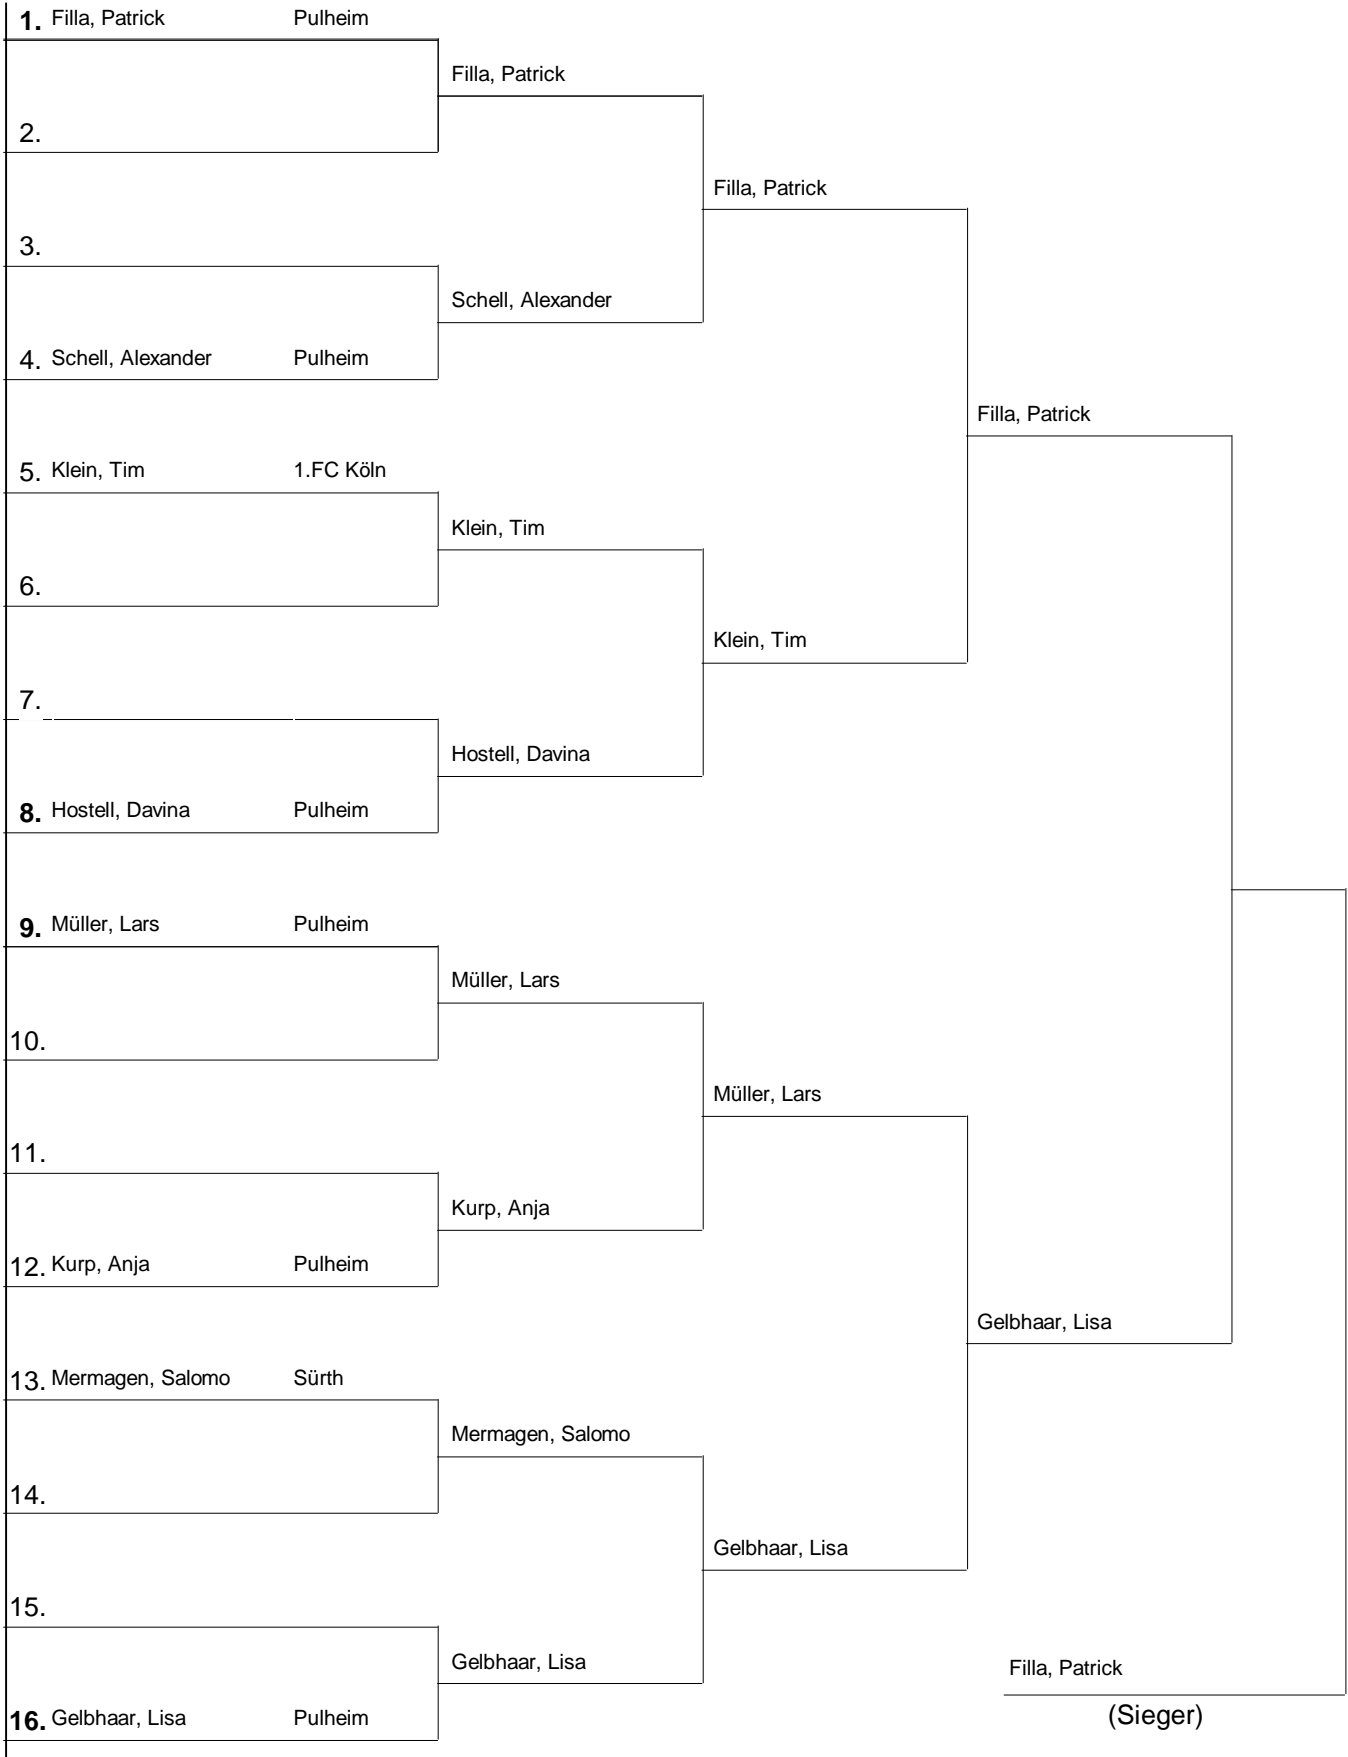 1. Filla, Patrick Pulheim
Filla, Patrick
2.
Filla, Patrick
3.
Schell, Alexander
4. Schell, Alexander Pulheim
Filla, Patrick
5. Klein, Tim 1.FC Köln
Klein, Tim
6.
Klein, Tim
7.
Hostell, Davina
8. Hostell, Davina Pulheim
9. Müller, Lars Pulheim
Müller, Lars
10.
Müller, Lars
11.
Kurp, Anja
12. Kurp, Anja Pulheim
Gelbhaar, Lisa
13. Mermagen, Salomo Sürth
Mermagen, Salomo
14.
Gelbhaar, Lisa
15.
Gelbhaar, Lisa
Filla, Patrick
16. Gelbhaar, Lisa Pulheim
(Sieger)